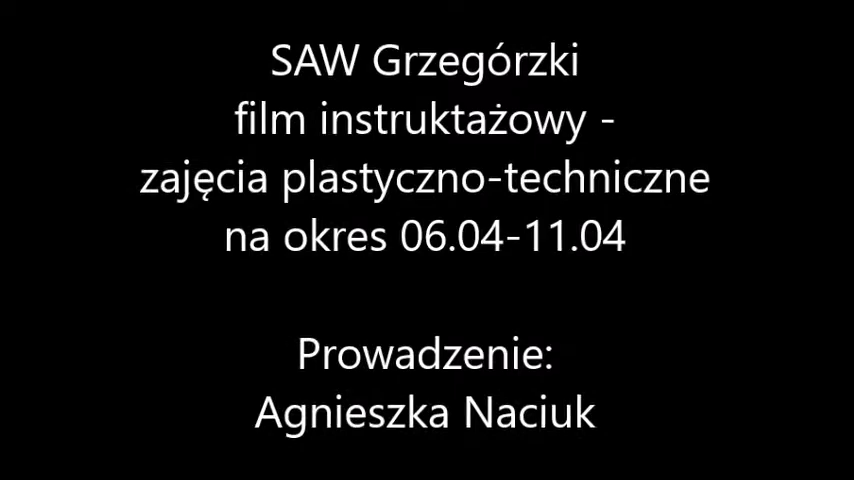 SAW Grzegórzki
film instruktażowy -
zajęcia plastyczno-techniczne
na okres 06.04-11.04
Prowadzenie:
Agnieszka Naciuk